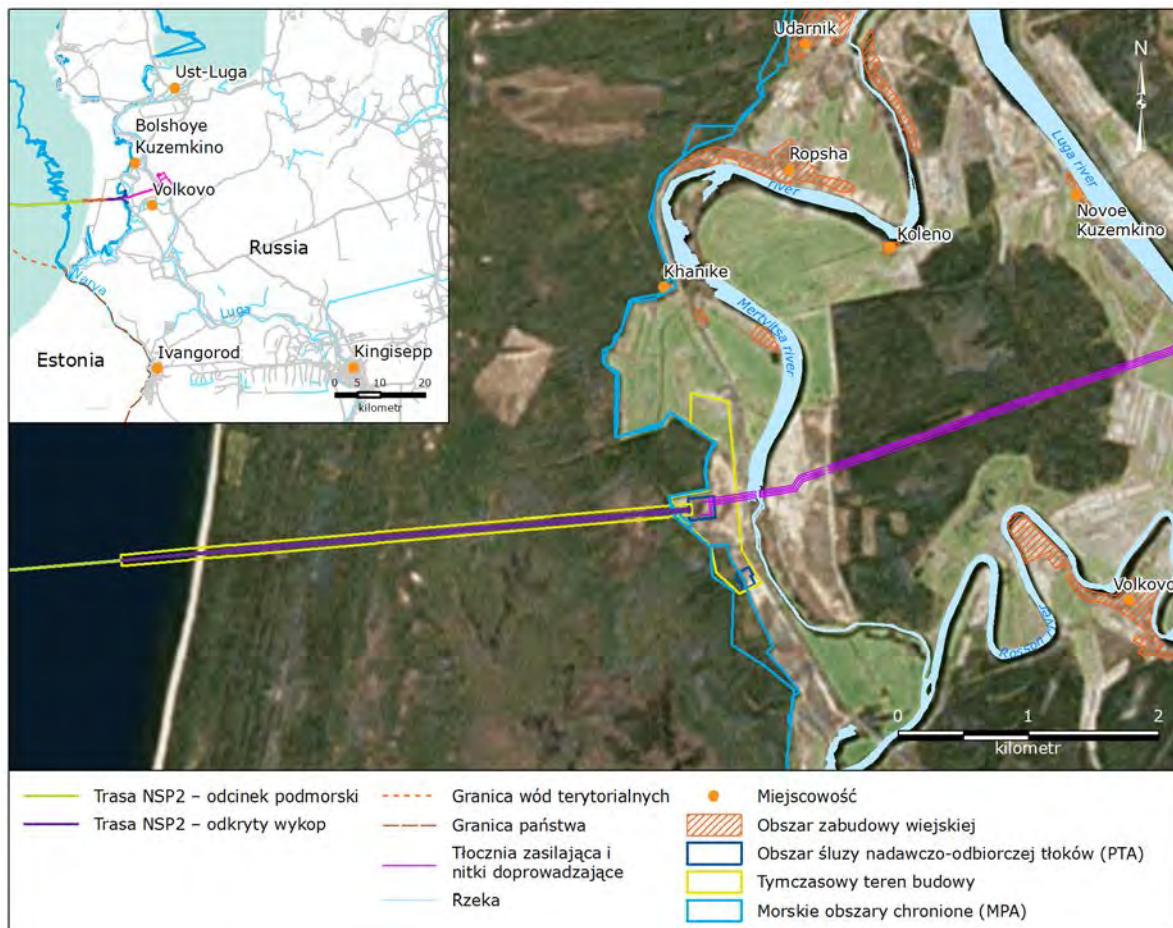 Ust-Luga
Bolshoye
Kuzemkino
Volkovo
Russia
Narva
Luga
Estonia
Ivangorod
Kingisepp
0 5 10 20
kilometr
Udarnik
N
Ropsha
river
Luga river
Novoe
Kuzemkino
Koleno
Khanike
Mertvitsa river
Volkovo
Rosson river
0 1 2
kilometr
Trasa NSP2 – odcinek podmorski
Trasa NSP2 – odkryty wykop
Granica wód terytorialnych
Granica państwa
Tłocznia zasilająca i
nitki doprowadzające
Rzeka
Miejscowość
Obszar zabudowy wiejskiej
Obszar śluzy nadawczo-odbiorczej tłoków (PTA)
Tymczasowy teren budowy
Morskie obszary chronione (MPA)